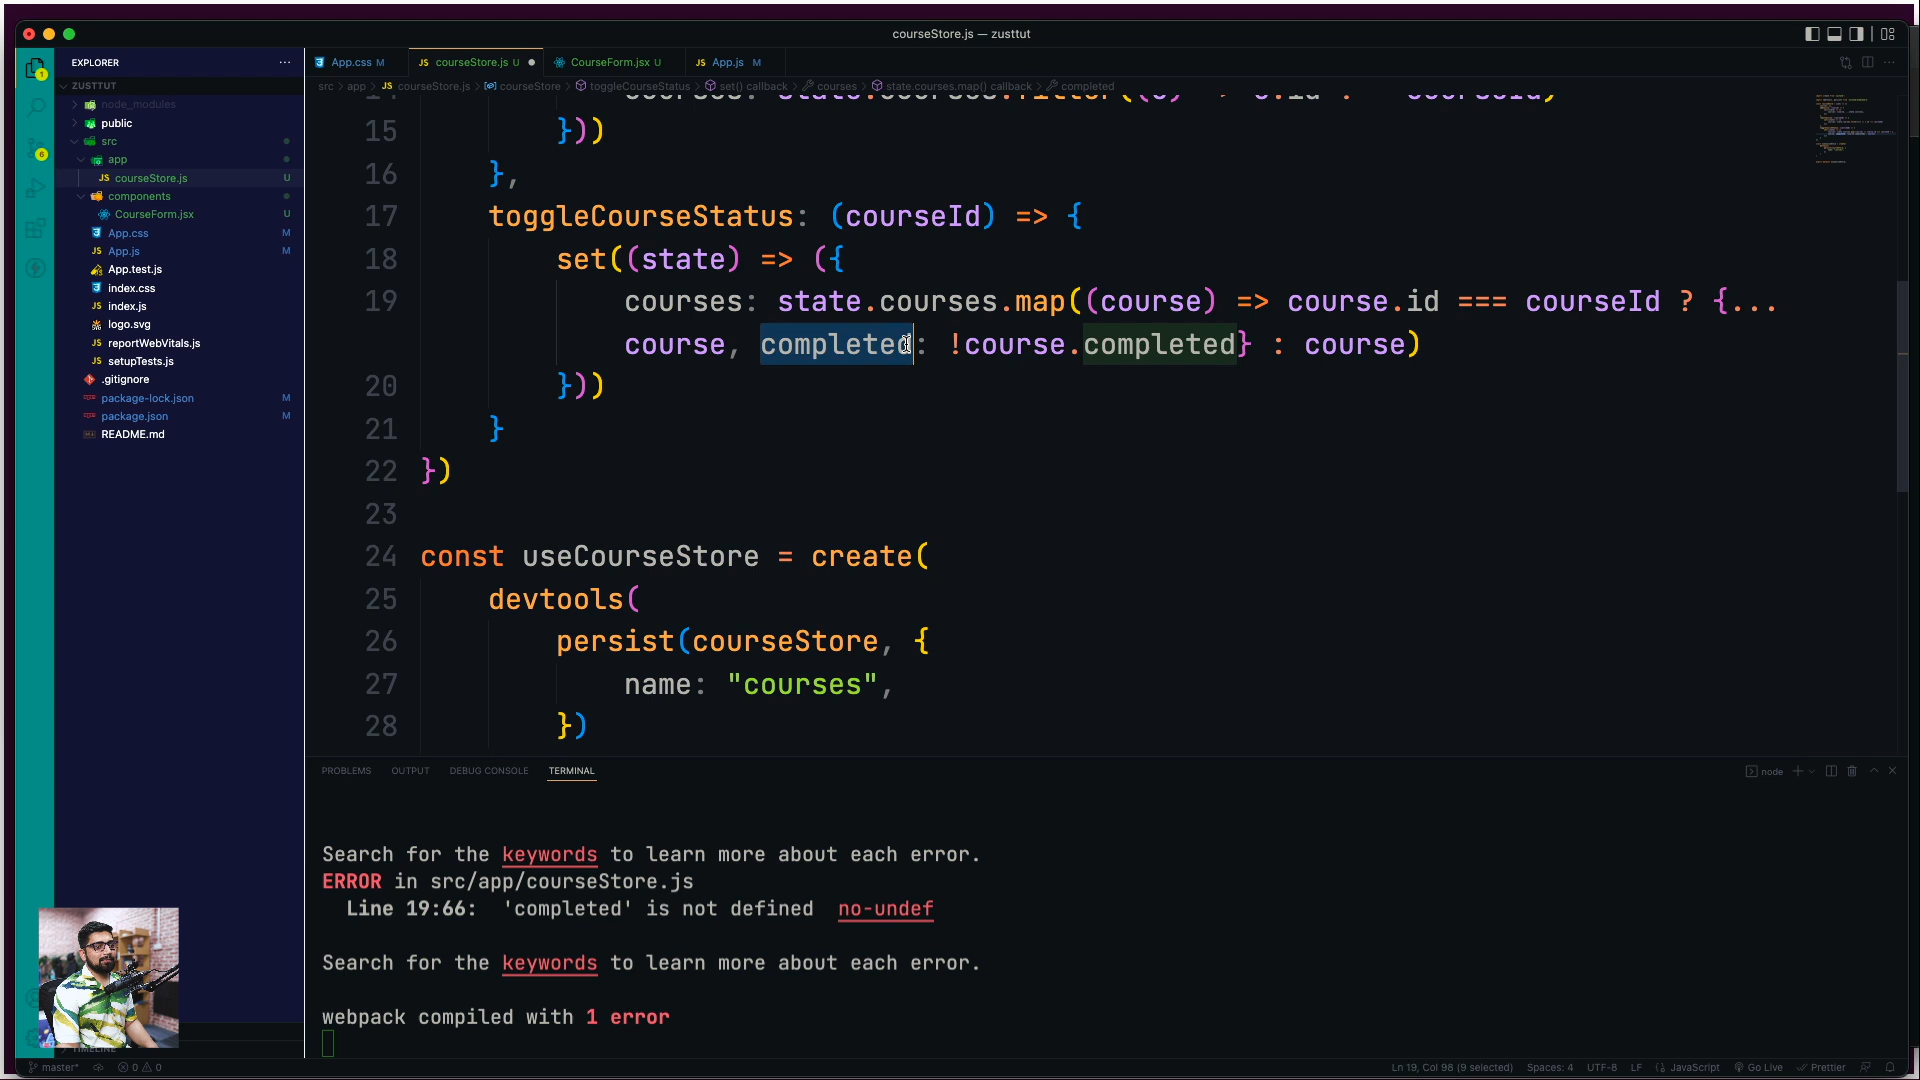 courseStore.js — zusttut
EXPLORER
ZUSTTUT
node_modules
public
src
app
courseStore.js U
components
CourseForm.jsx U
App.css M
App.js M
App.test.js
index.css
index.js
logo.svg
reportWebVitals.js
setupTests.js
.gitignore
package-lock.json M
package.json M
README.md
TIMELINE
App.css M
courseStore.js U
CourseForm.jsx U
App.js M
src > app > courseStore.js > courseStore > toggleCourseStatus > set() callback > courses > state.courses.map() callback > completed
15 }))
16 },
17 toggleCourseStatus: (courseId) => {
18 set((state) => ({
19 courses: state.courses.map((course) => course.id === courseId ? {...
course, completed: !course.completed} : course)
20 }))
21 }
22 })
23
24 const useCourseStore = create(
25 devtools(
26 persist(courseStore, {
27 name: "courses",
28 })
PROBLEMS OUTPUT DEBUG CONSOLE TERMINAL
node
Search for the keywords to learn more about each error.
ERROR in src/app/courseStore.js
Line 19:66: 'completed' is not defined no-undef
Search for the keywords to learn more about each error.
webpack compiled with 1 error
master* 0 0 Ln 19, Col 98 (9 selected) Spaces: 4 UTF-8 LF JavaScript Go Live Prettier